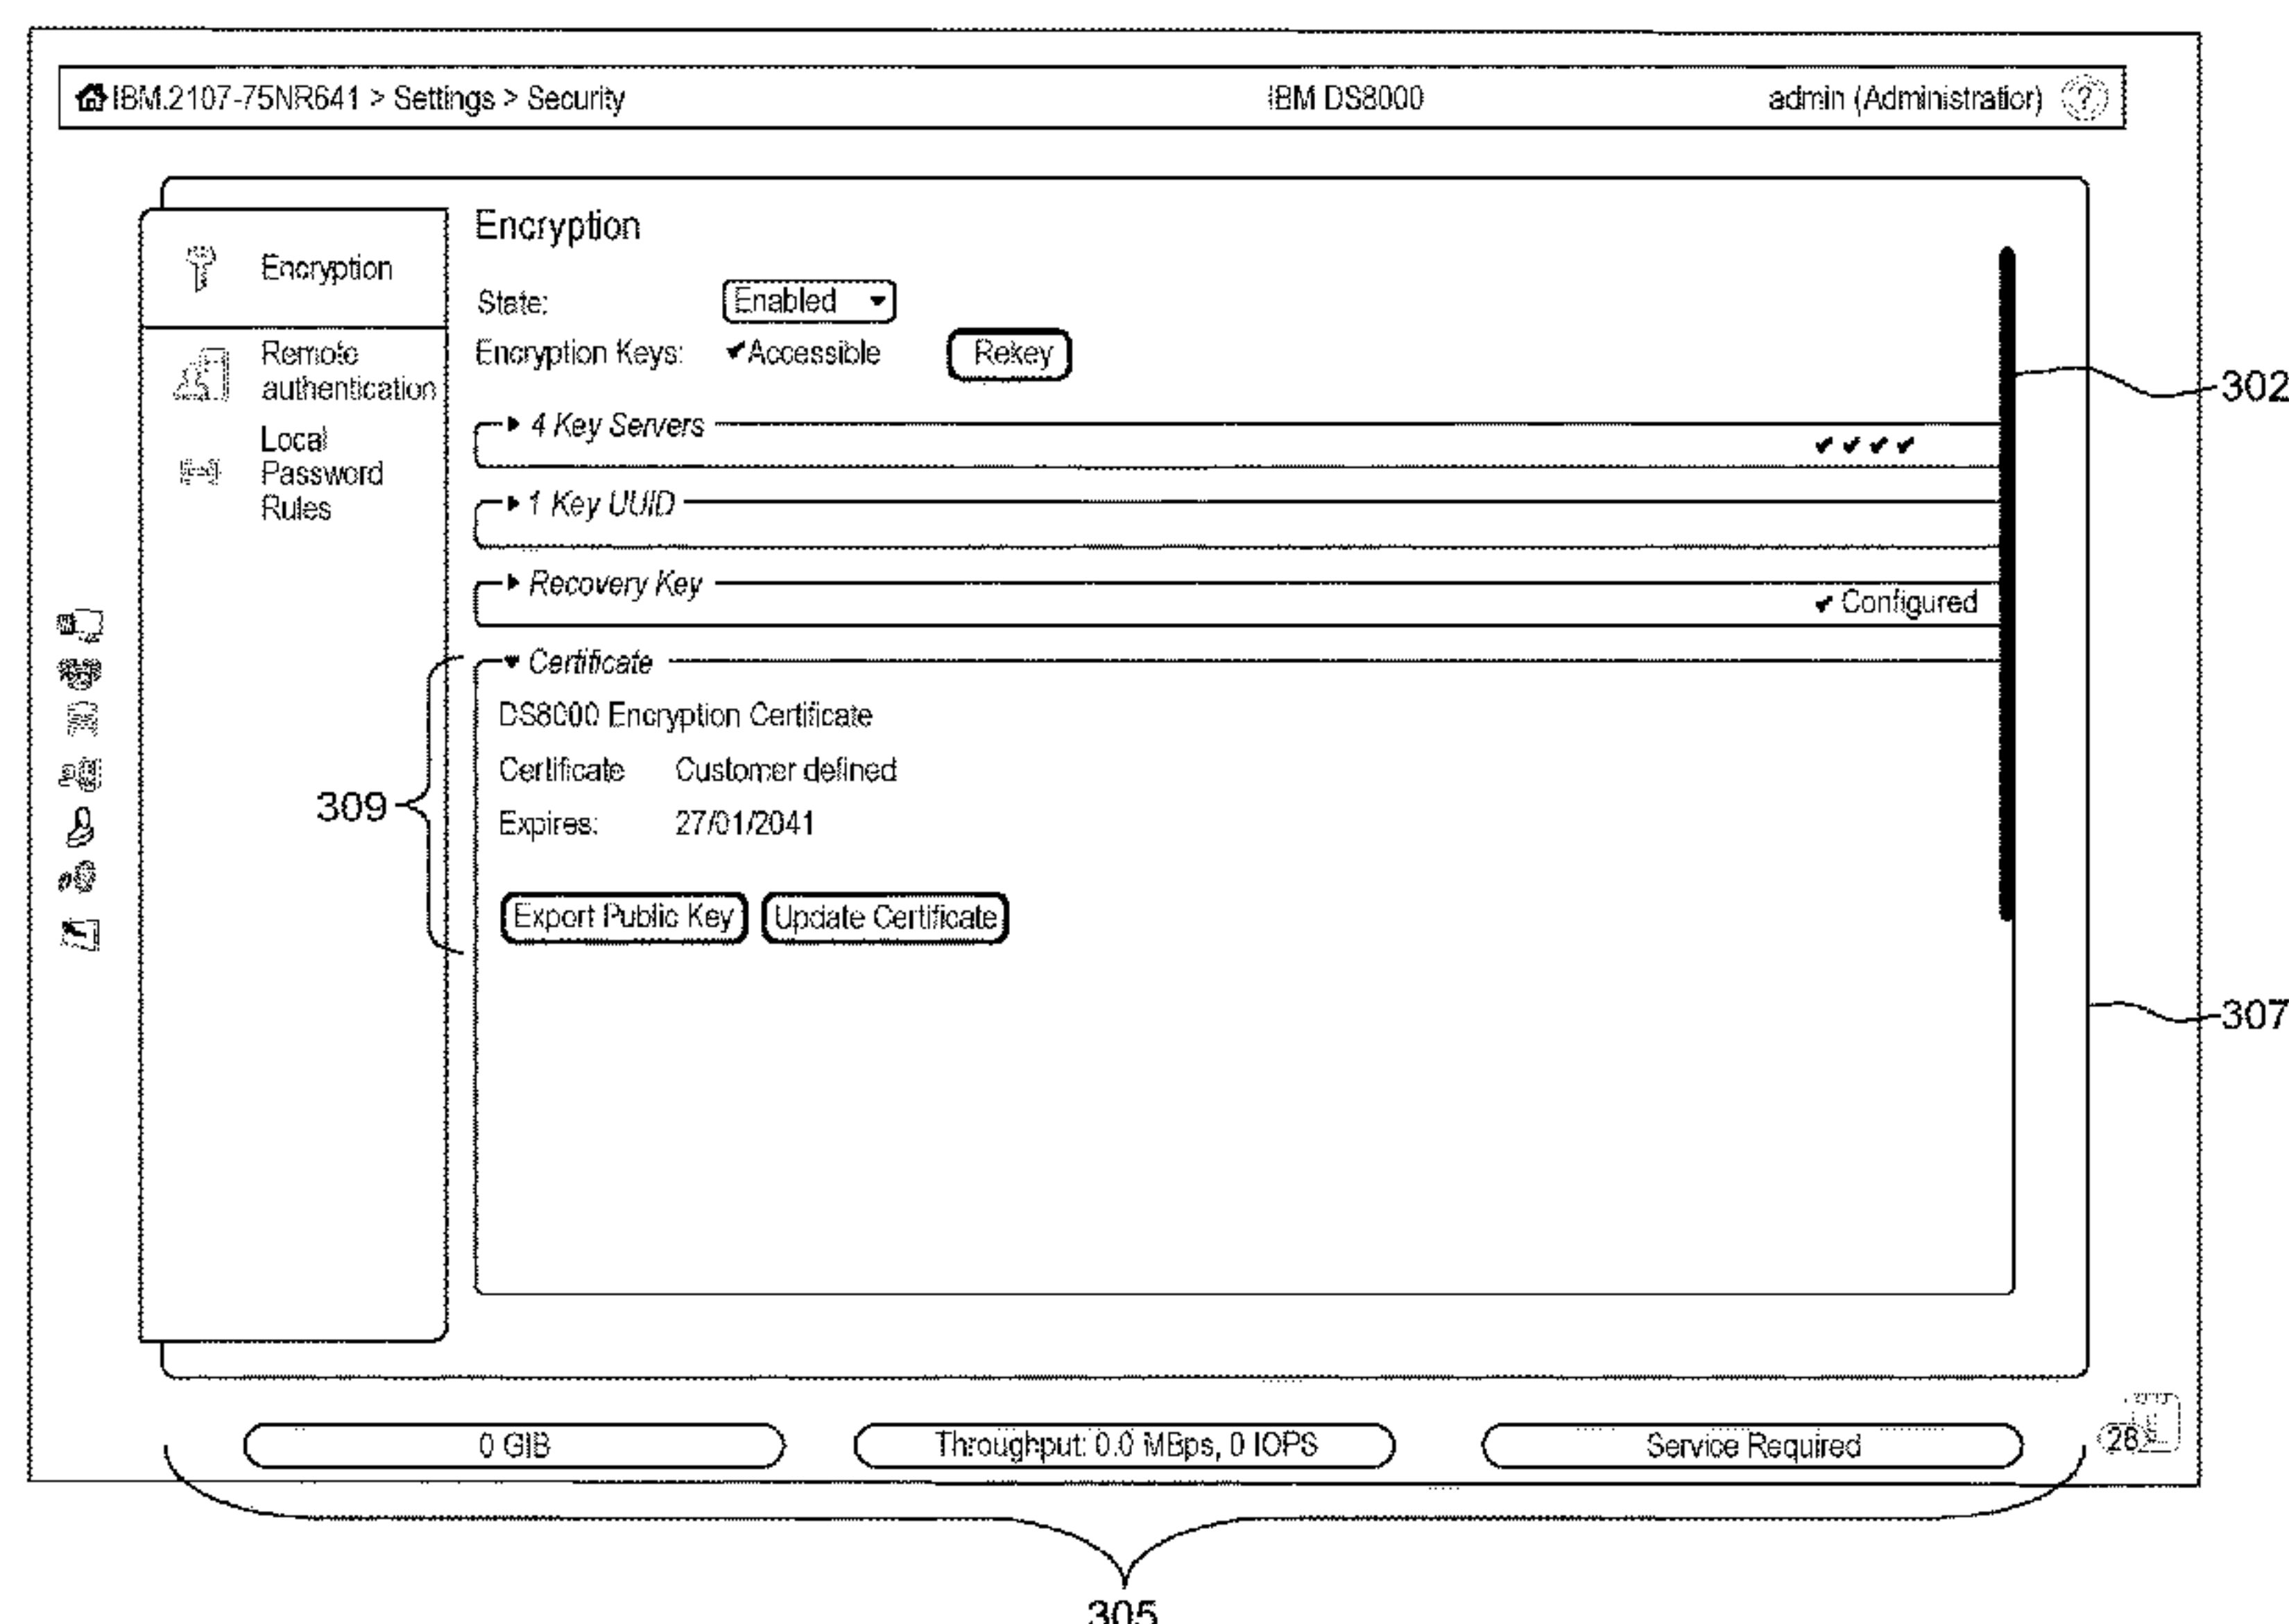 IBM.2107-75NR641 > Settings > Security
IBM DS8000
admin (Administratior) ?
Encryption
Remote
authentication
Local
Password
Rules
Encryption
State: Enabled
Encryption Keys: ✔Accessible Rekey
4 Key Servers
✔ ✔ ✔ ✔
1 Key UUID
Recovery Key
✔ Configured
Certificate
DS8000 Encryption Certificate
Certificate Customer defined
Expires: 27/01/2041
Export Public Key Update Certificate
302
309
307
0 GIB
Throughput: 0.0 MBps, 0 IOPS
Service Required
28
305